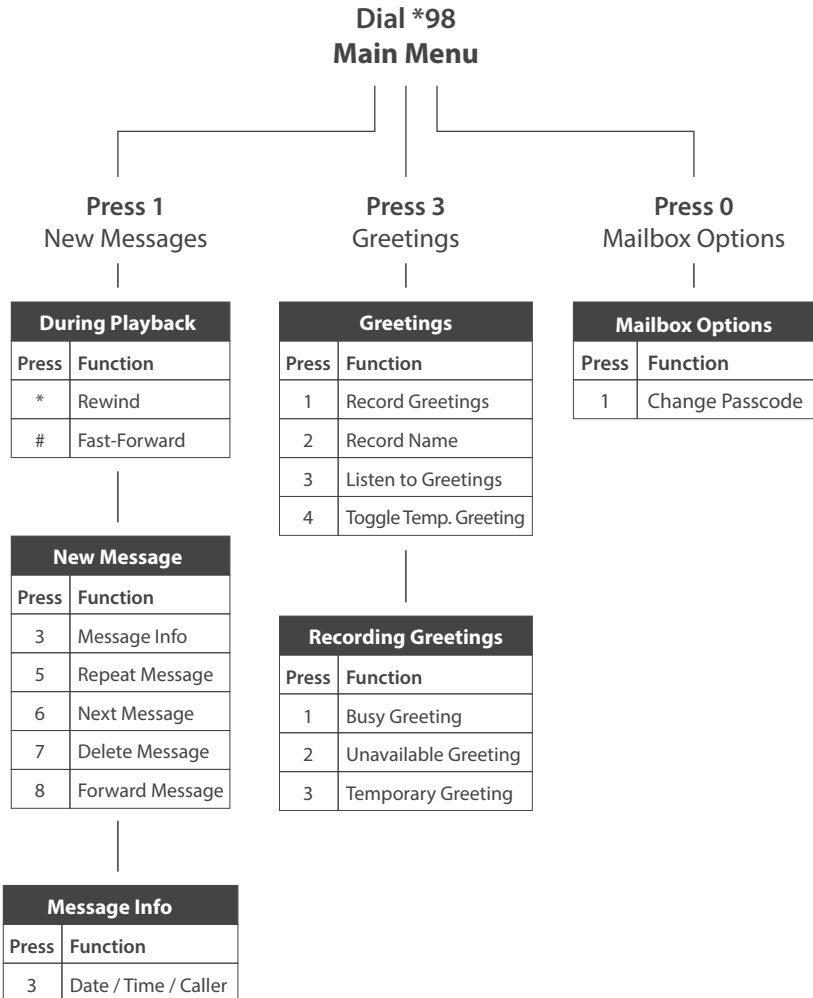 Dial *98
Main Menu
Press 1
New Messages
During Playback
Press Function
* Rewind
# Fast-Forward
New Message
Press Function
3 Message Info
5 Repeat Message
6 Next Message
7 Delete Message
8 Forward Message
Message Info
Press Function
3 Date / Time / Caller
Press 3
Greetings
Greetings
Press Function
1 Record Greetings
2 Record Name
3 Listen to Greetings
4 Toggle Temp. Greeting
Recording Greetings
Press Function
1 Busy Greeting
2 Unavailable Greeting
3 Temporary Greeting
Press 0
Mailbox Options
Mailbox Options
Press Function
1 Change Passcode